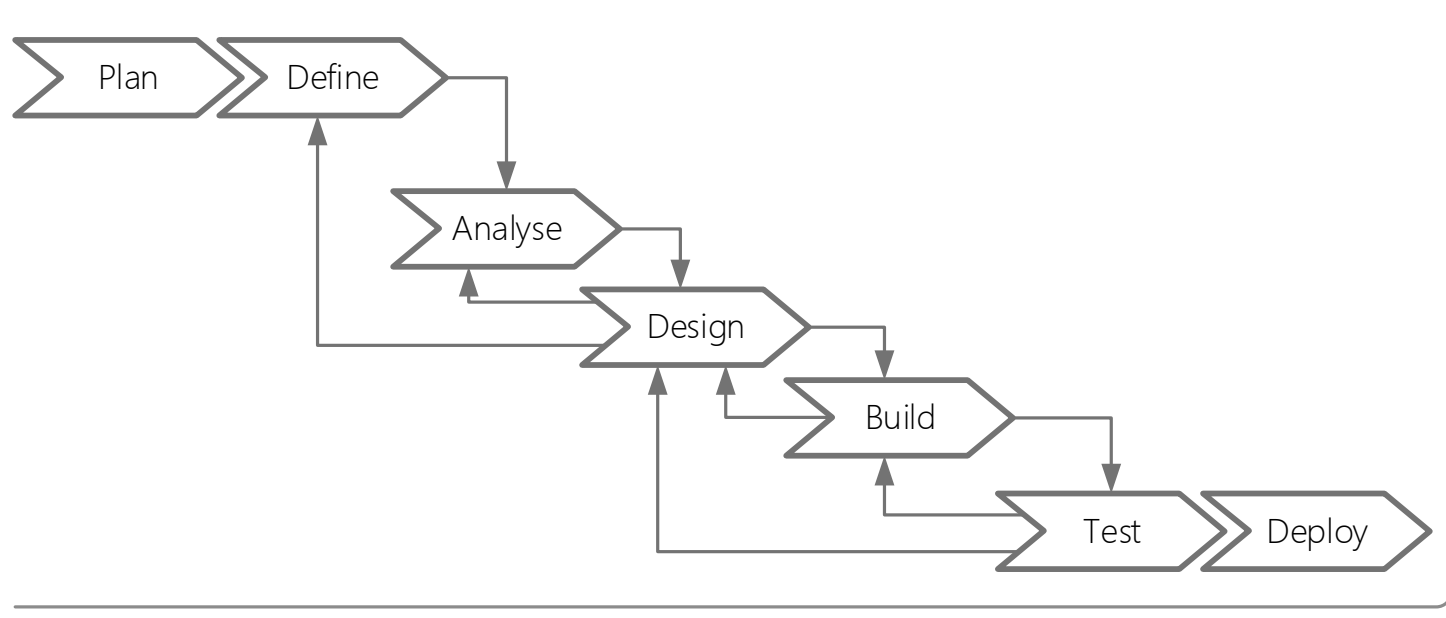 Plan
Define
Analyse
Design
Build
Test
Deploy